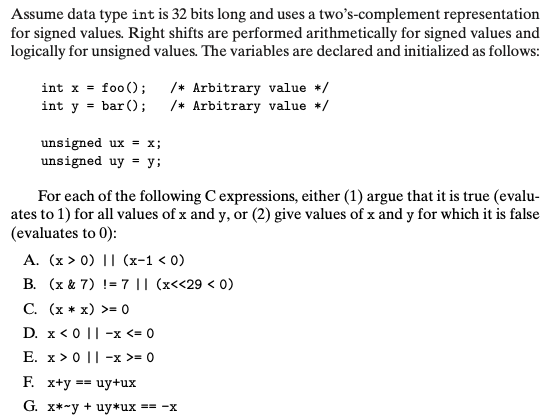 Assume data type int is 32 bits long and uses a two’s-complement representation
for signed values. Right shifts are performed arithmetically for signed values and
logically for unsigned values. The variables are declared and initialized as follows:
int x = foo();   /* Arbitrary value */
int y = bar();   /* Arbitrary value */
unsigned ux = x;
unsigned uy = y;
For each of the following C expressions, either (1) argue that it is true (evalu-
ates to 1) for all values of x and y, or (2) give values of x and y for which it is false
(evaluates to 0):
A. (x > 0) || (x-1 < 0)
B. (x & 7) != 7 || (x<<29 < 0)
C. (x * x) >= 0
D. x < 0 || -x <= 0
E. x > 0 || -x >= 0
F. x+y == uy+ux
G. x*~y + uy*ux == -x